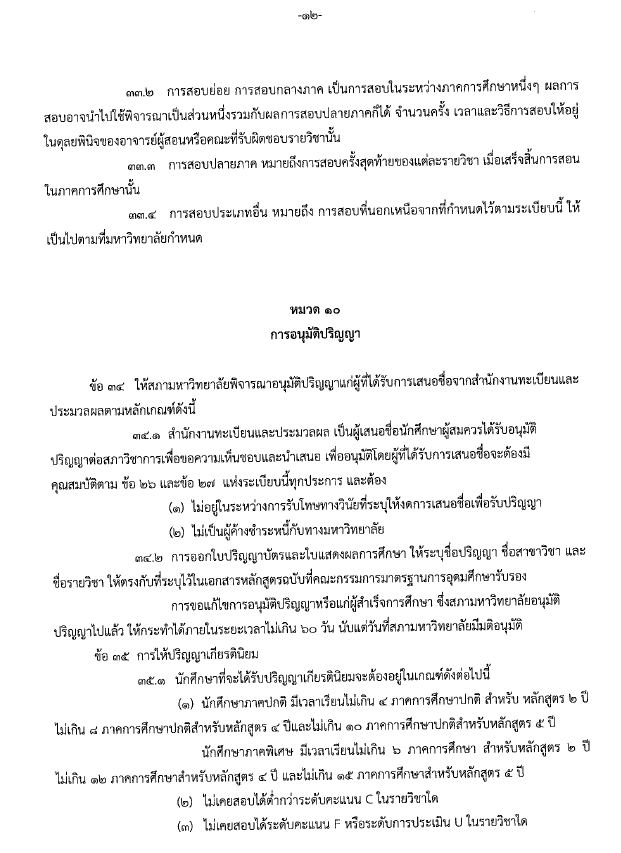 -๑๒-
๓๓.๒ การสอบย่อย การสอบกลางภาค เป็นการสอบในระหว่างภาคการศึกษาหนึ่งๆ ผลการ
สอบอาจนำไปใช้พิจารณาเป็นส่วนหนึ่งรวมกับผลการสอบปลายภาคก็ได้ จำนวนครั้ง เวลาและวิธีการสอบให้อยู่
ในดุลยพินิจของอาจารย์ผู้สอนหรือคณะที่รับผิดชอบรายวิชานั้น
๓๓.๓ การสอบปลายภาค หมายถึงการสอบครั้งสุดท้ายของแต่ละรายวิชา เมื่อเสร็จสิ้นการสอน
ในภาคการศึกษานั้น
๓๓.๔ การสอบประเภทอื่น หมายถึง การสอบที่นอกเหนือจากที่กำหนดไว้ตามระเบียบนี้ ให้
เป็นไปตามที่มหาวิทยาลัยกำหนด
หมวด ๑๐
การอนุมัติปริญญา
ข้อ ๓๔ ให้สภามหาวิทยาลัยพิจารณาอนุมัติปริญญาแก่ผู้ที่ได้รับการเสนอชื่อจากสำนักงานทะเบียนและ
ประมวลผลตามหลักเกณฑ์ดังนี้
๓๔.๑ สำนักงานทะเบียนและประมวลผล เป็นผู้เสนอชื่อนักศึกษาผู้สมควรได้รับอนุมัติ
ปริญญาต่อสภาวิชาการเพื่อขอความเห็นชอบและนำเสนอ เพื่ออนุมัติโดยผู้ที่ได้รับการเสนอชื่อจะต้องมี
คุณสมบัติตาม ข้อ ๒๖ และข้อ ๒๗ แห่งระเบียบนี้ทุกประการ และต้อง
(๑) ไม่อยู่ในระหว่างการรับโทษทางวินัยที่ระบุให้งดการเสนอชื่อเพื่อรับปริญญา
(๒) ไม่เป็นผู้ค้างชำระหนี้กับทางมหาวิทยาลัย
๓๔.๒ การออกใบปริญญาบัตรและใบแสดงผลการศึกษา ให้ระบุชื่อปริญญา ชื่อสาขาวิชา และ
ชื่อรายวิชา ให้ตรงกับที่ระบุไว้ในเอกสารหลักสูตรฉบับที่คณะกรรมการมาตรฐานการอุดมศึกษารับรอง
การขอแก้ไขการอนุมัติปริญญาหรือแก่ผู้สำเร็จการศึกษา ซึ่งสภามหาวิทยาลัยอนุมัติ
ปริญญาไปแล้ว ให้กระทำได้ภายในระยะเวลาไม่เกิน ๖๐ วัน นับแต่วันที่สภามหาวิทยาลัยมีมติอนุมัติ
ข้อ ๓๕ การให้ปริญญาเกียรตินิยม
๓๕.๑ นักศึกษาที่จะได้รับปริญญาเกียรตินิยมจะต้องอยู่ในเกณฑ์ดังต่อไปนี้
(๑) นักศึกษาภาคปกติ มีเวลาเรียนไม่เกิน ๔ ภาคการศึกษาปกติ สำหรับ หลักสูตร ๒ ปี
ไม่เกิน ๘ ภาคการศึกษาปกติสำหรับหลักสูตร ๔ ปีและไม่เกิน ๑๐ ภาคการศึกษาปกติสำหรับหลักสูตร ๕ ปี
นักศึกษาภาคพิเศษ มีเวลาเรียนไม่เกิน ๖ ภาคการศึกษา สำหรับหลักสูตร ๒ ปี
ไม่เกิน ๑๒ ภาคการศึกษาสำหรับหลักสูตร ๔ ปี และไม่เกิน ๑๕ ภาคการศึกษาสำหรับหลักสูตร ๕ ปี
(๒) ไม่เคยสอบได้ต่ำกว่าระดับคะแนน C ในรายวิชาใด
(๓) ไม่เคยสอบได้ระดับคะแนน F หรือระดับการประเมิน U ในรายวิชาใด